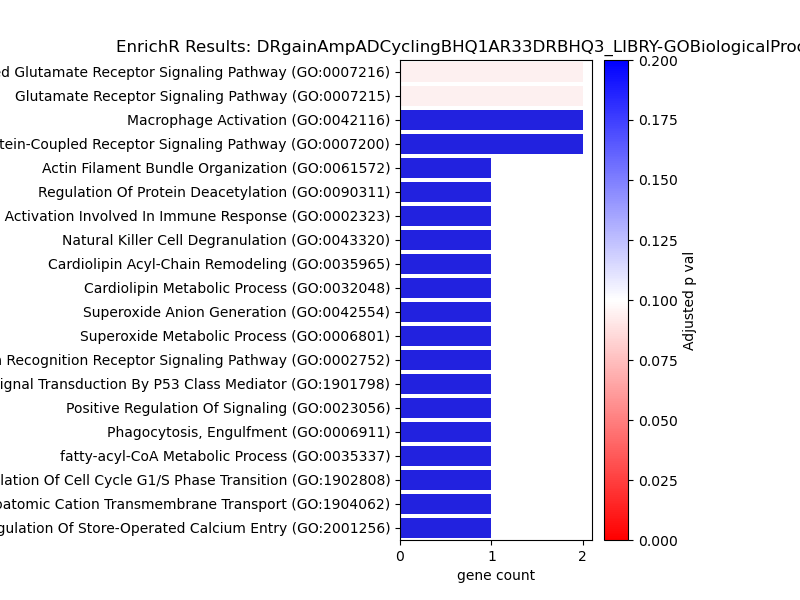 EnrichR Results: DRgainAmpADCyclingBHQ1AR33DRBHQ3_LIBRY-GOBiologicalProc
Glutamate Receptor Signaling Pathway (GO:0007216)
Glutamate Receptor Signaling Pathway (GO:0007215)
Macrophage Activation (GO:0042116)
tein-Coupled Receptor Signaling Pathway (GO:0007200)
Actin Filament Bundle Organization (GO:0061572)
Regulation Of Protein Deacetylation (GO:0090311)
Activation Involved In Immune Response (GO:0002323)
Natural Killer Cell Degranulation (GO:0043320)
Cardiolipin Acyl-Chain Remodeling (GO:0035965)
Cardiolipin Metabolic Process (GO:0032048)
Superoxide Anion Generation (GO:0042554)
Superoxide Metabolic Process (GO:0006801)
Recognition Receptor Signaling Pathway (GO:0002752)
ignal Transduction By P53 Class Mediator (GO:1901798)
Positive Regulation Of Signaling (GO:0023056)
Phagocytosis, Engulfment (GO:0006911)
fatty-acyl-CoA Metabolic Process (GO:0035337)
lation Of Cell Cycle G1/S Phase Transition (GO:1902808)
patomic Cation Transmembrane Transport (GO:1904062)
gulation Of Store-Operated Calcium Entry (GO:2001256)
0 1 2
gene count
0.200
0.175
0.150
0.125
0.100
0.075
0.050
0.025
0.000
Adjusted p val